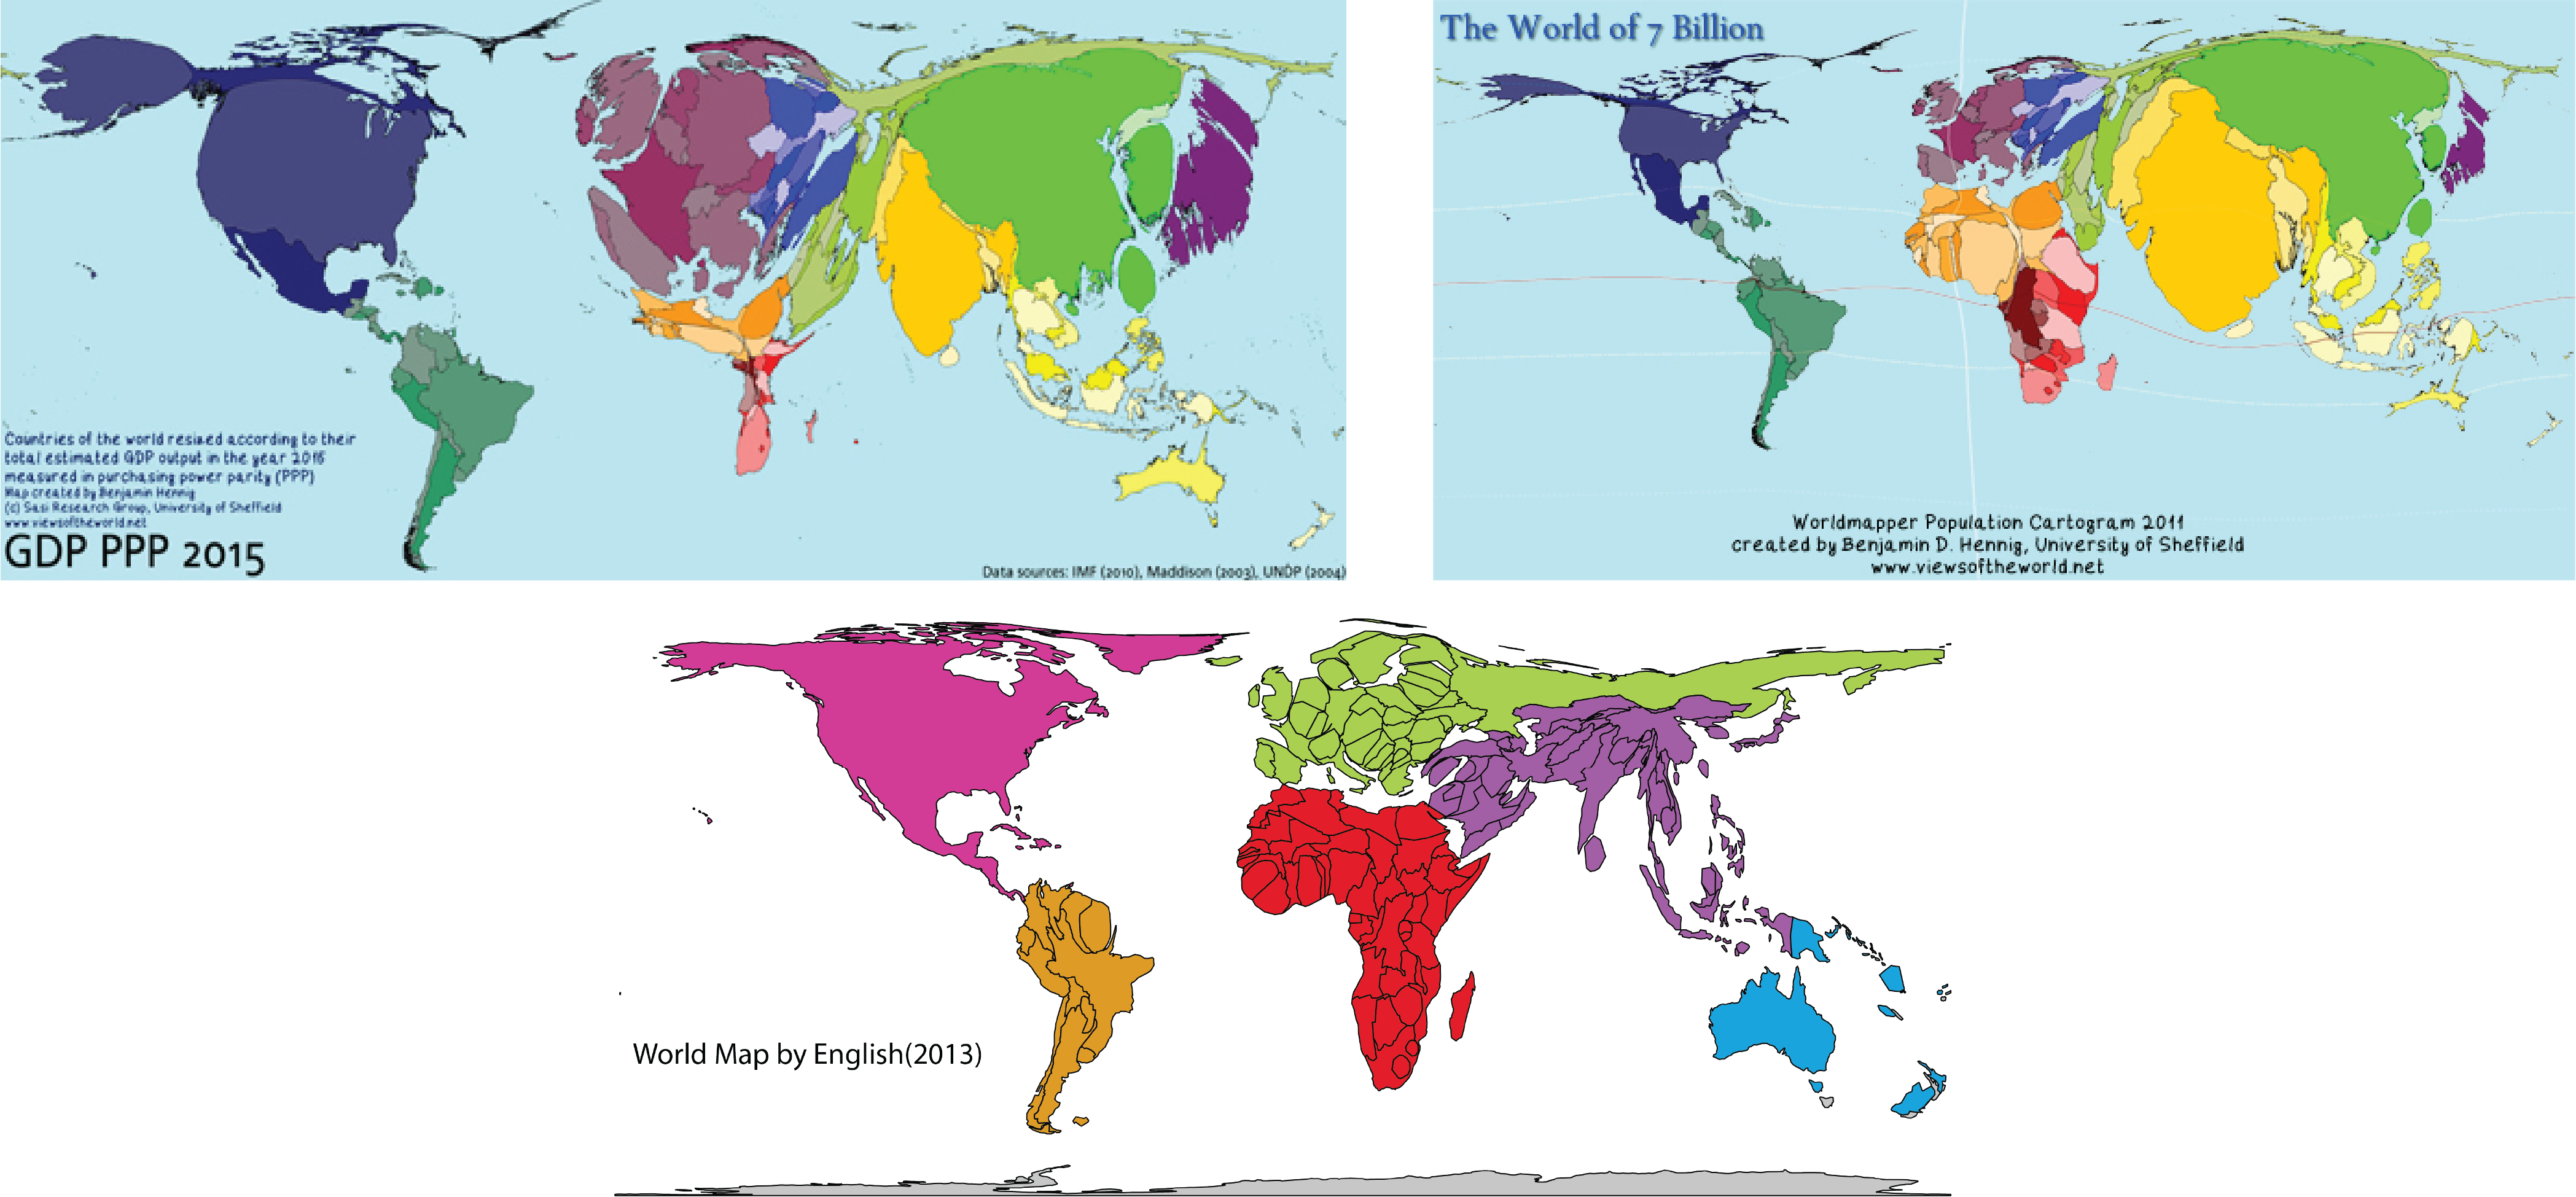 Countries of the world resized according to their
total estimated GDP output in the year 2015
measured in purchasing power parity (PPP)
Map created by Benjamin Hennig
(c) Sasi Research Group, University of Sheffield
www.viewsoftheworld.net
GDP PPP 2015
Data sources: IMF (2010), Maddison (2003), UNDP (2004)
The World of 7 Billion
Worldmapper Population Cartogram 2011
created by Benjamin D. Hennig, University of Sheffield
www.viewsoftheworld.net
World Map by English(2013)